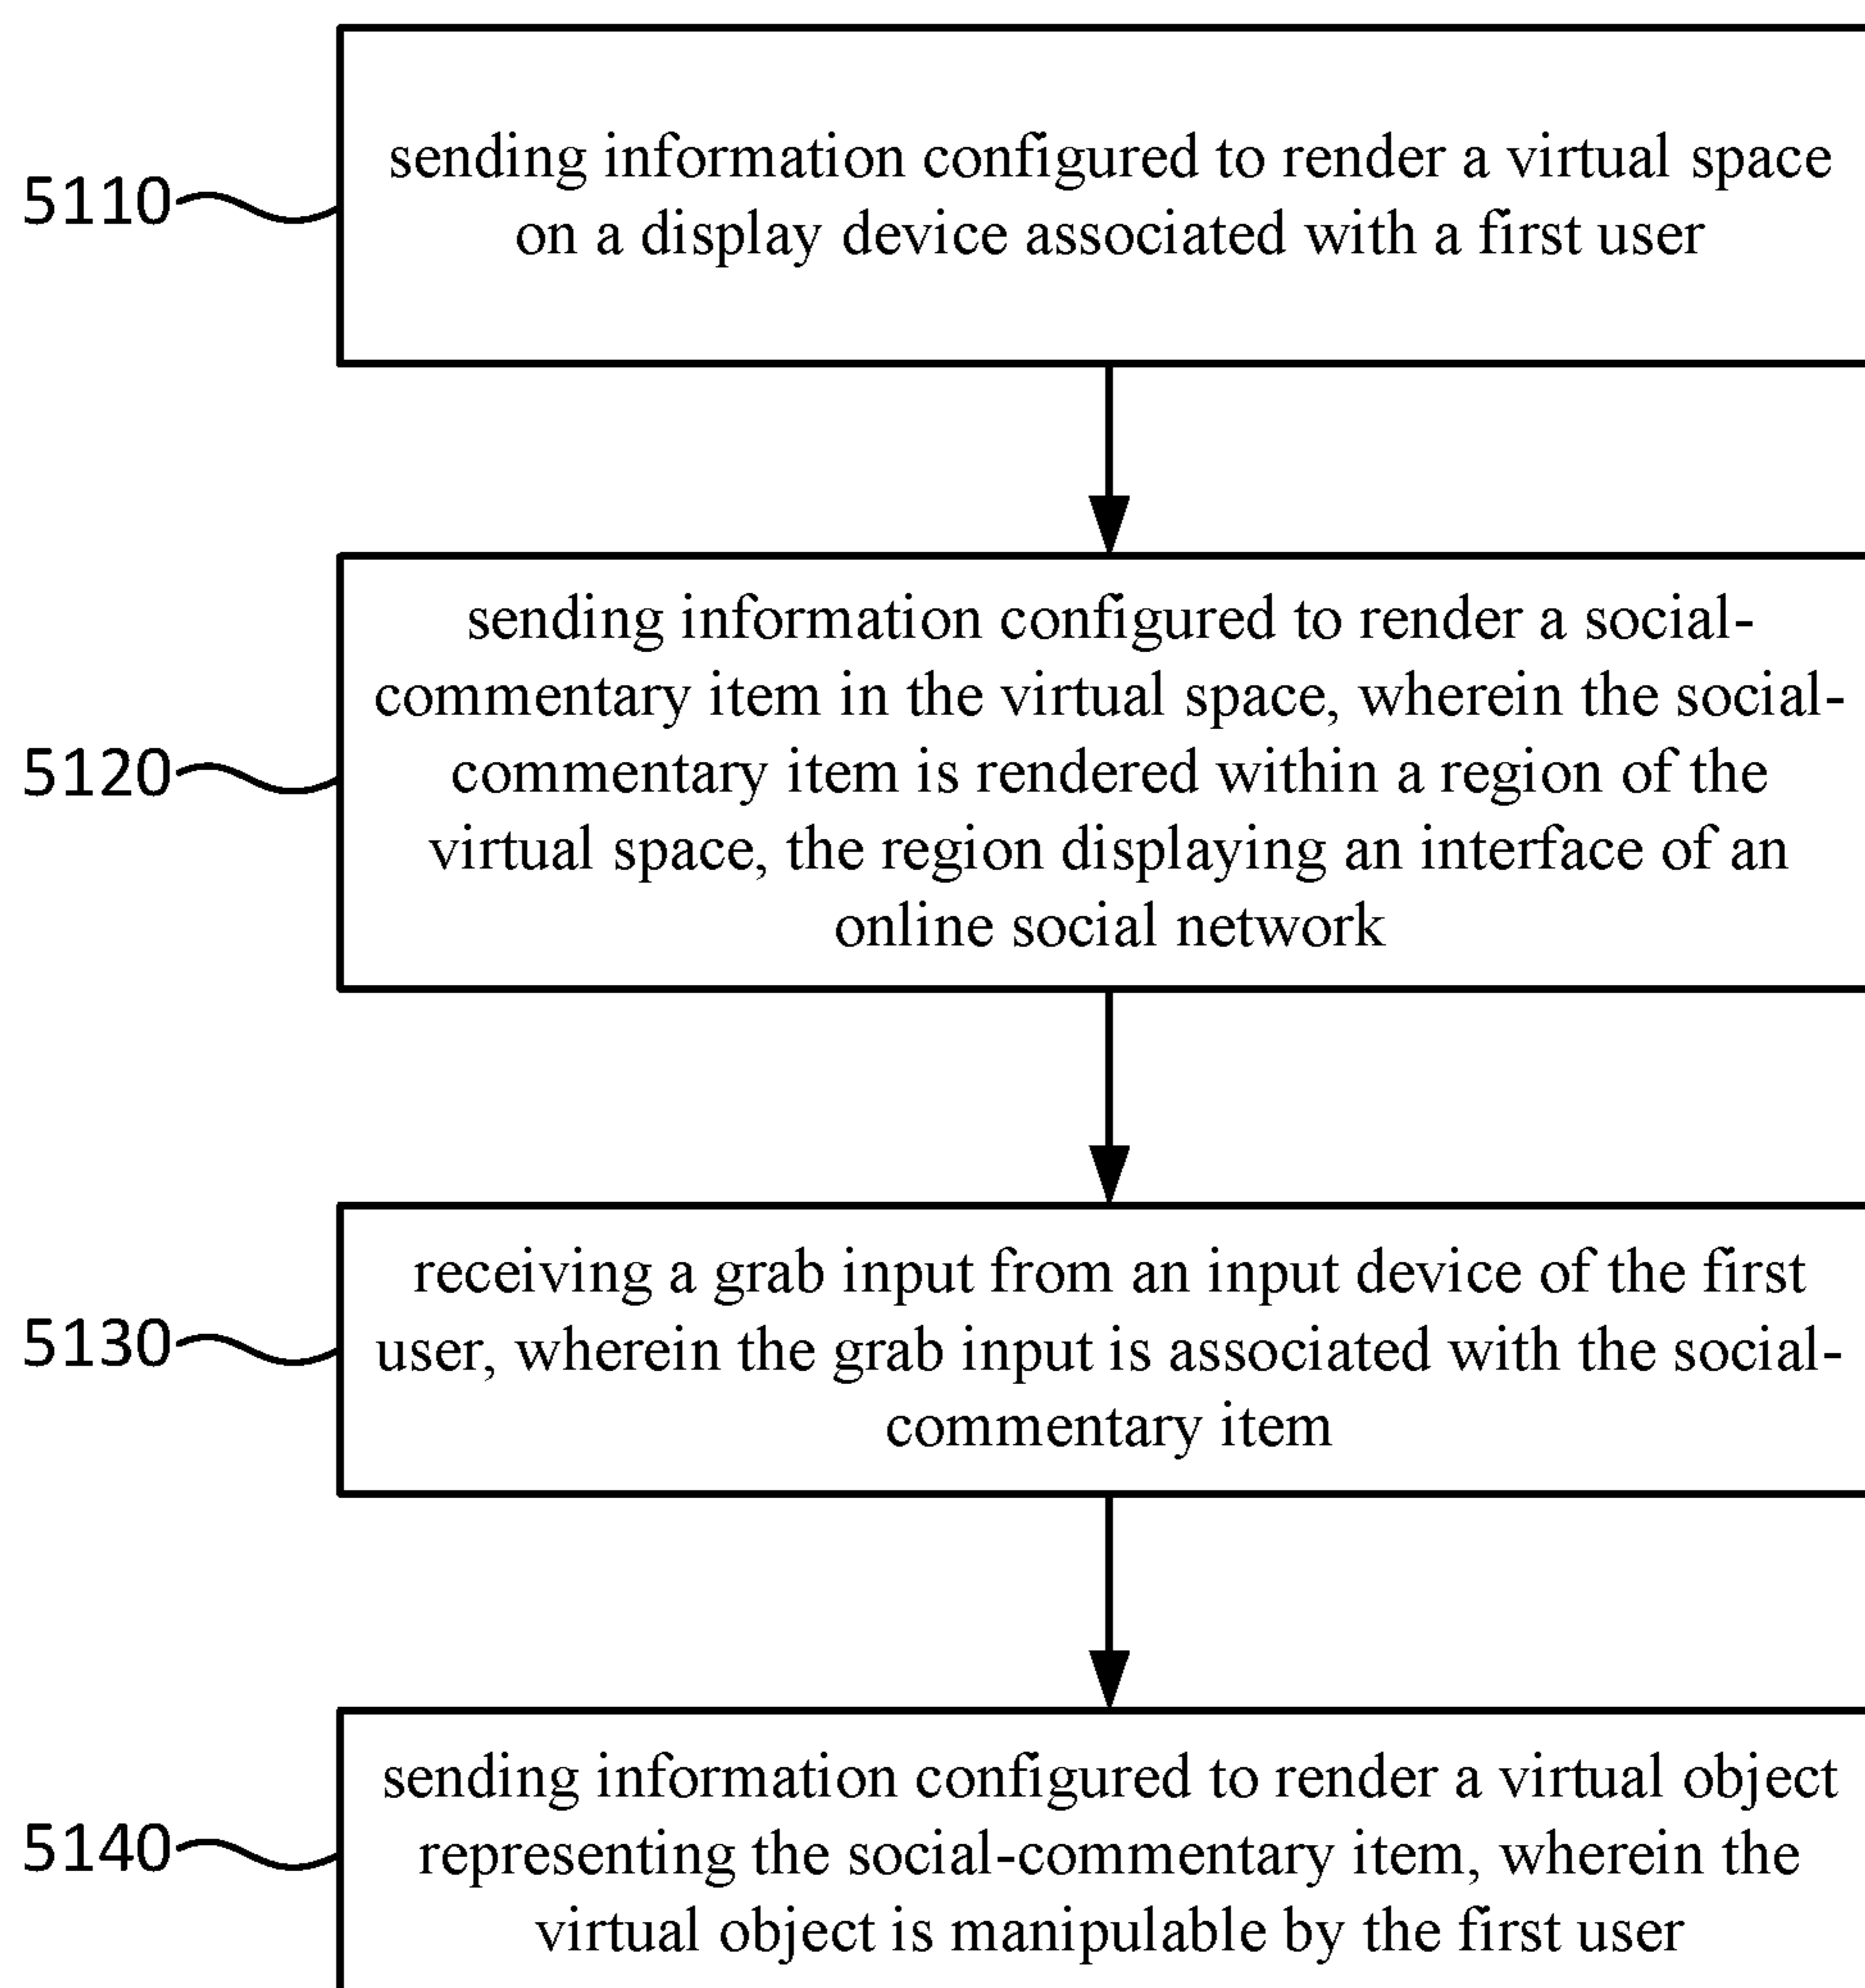 sending information configured to render a virtual space
5110
on a display device associated with a first user
sending information configured to render a social-
commentary item in the virtual space, wherein the social-
5120
commentary item is rendered within a region of the
virtual space, the region displaying an interface of an
online social network
receiving a grab input from an input device of the first
5130
user, wherein the grab input is associated with the social-
commentary item
sending information configured to render a virtual object
5140
representing the social-commentary item, wherein the
virtual object is manipulable by the first user